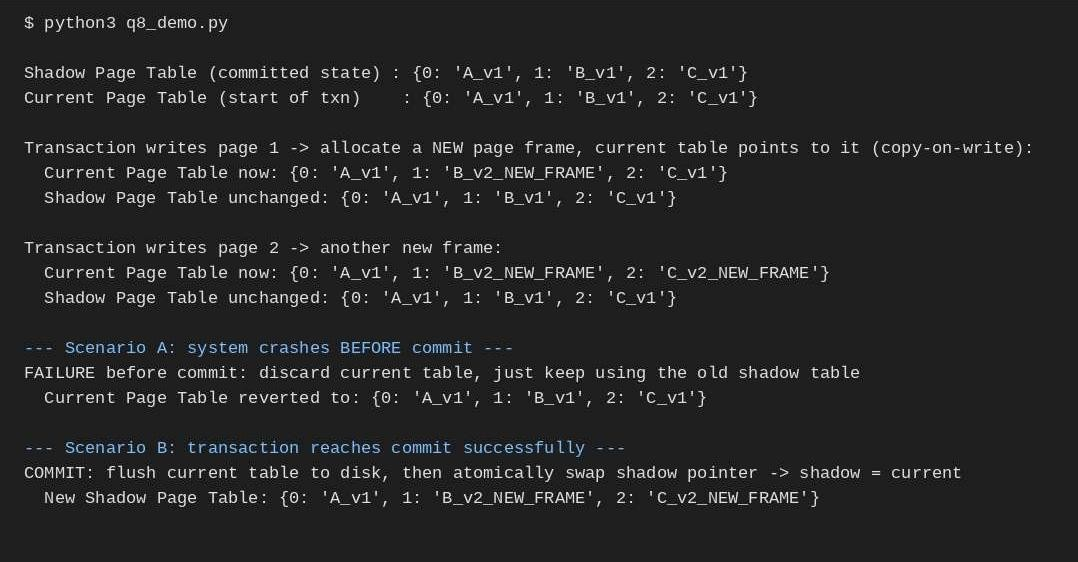 $ python3 q8_demo.py
Shadow Page Table (committed state) : {0: 'A_v1', 1: 'B_v1', 2: 'C_v1'}
Current Page Table (start of txn)    : {0: 'A_v1', 1: 'B_v1', 2: 'C_v1'}
Transaction writes page 1 -> allocate a NEW page frame, current table points to it (copy-on-write):
  Current Page Table now: {0: 'A_v1', 1: 'B_v2_NEW_FRAME', 2: 'C_v1'}
  Shadow Page Table unchanged: {0: 'A_v1', 1: 'B_v1', 2: 'C_v1'}
Transaction writes page 2 -> another new frame:
  Current Page Table now: {0: 'A_v1', 1: 'B_v2_NEW_FRAME', 2: 'C_v2_NEW_FRAME'}
  Shadow Page Table unchanged: {0: 'A_v1', 1: 'B_v1', 2: 'C_v1'}
--- Scenario A: system crashes BEFORE commit ---
FAILURE before commit: discard current table, just keep using the old shadow table
  Current Page Table reverted to: {0: 'A_v1', 1: 'B_v1', 2: 'C_v1'}
--- Scenario B: transaction reaches commit successfully ---
COMMIT: flush current table to disk, then atomically swap shadow pointer -> shadow = current
  New Shadow Page Table: {0: 'A_v1', 1: 'B_v2_NEW_FRAME', 2: 'C_v2_NEW_FRAME'}